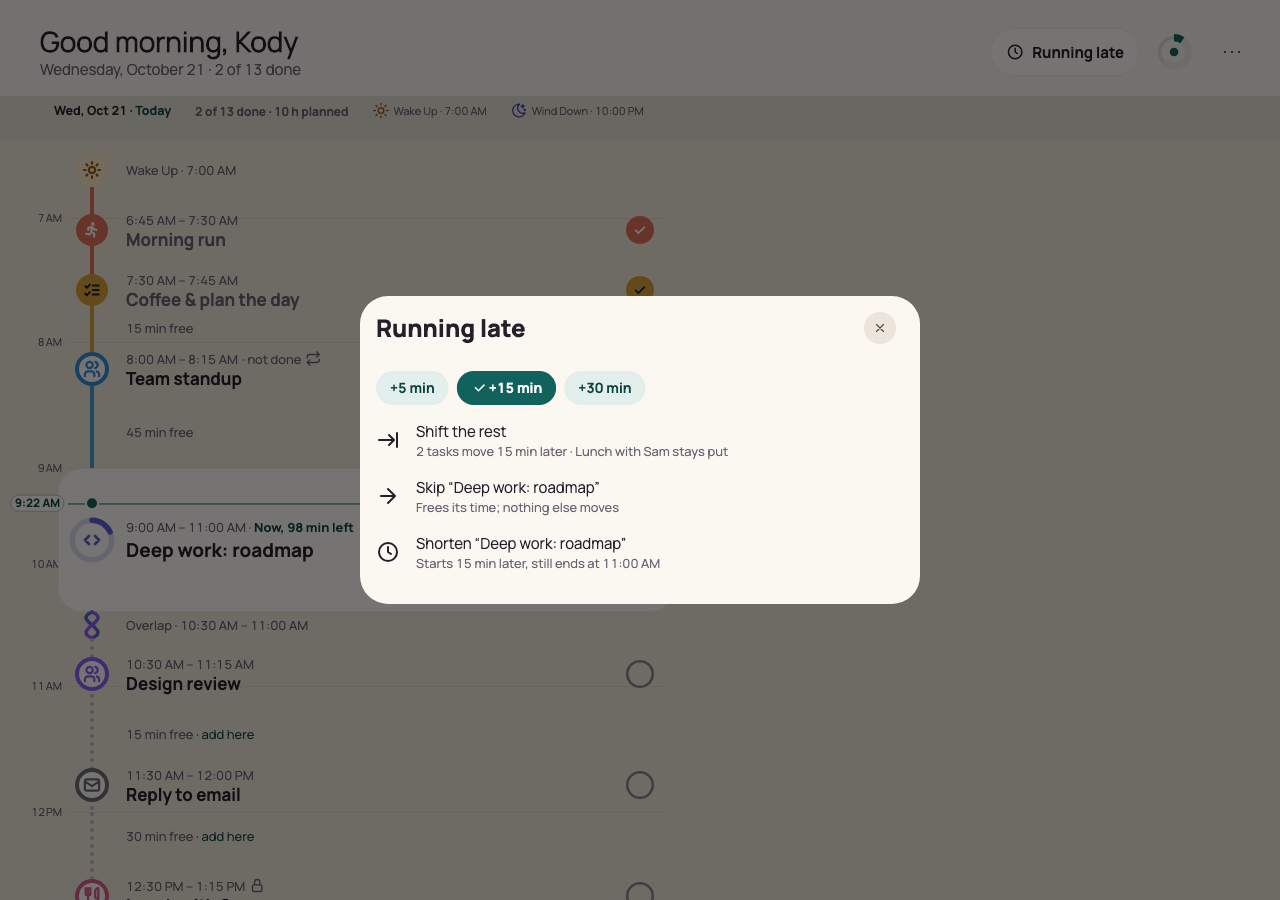 Good morning, Kody
Wednesday, October 21 · 2 of 13 done
Running late
Wed, Oct 21 · Today
2 of 13 done · 10 h planned
Wake Up · 7:00 AM
Wind Down · 10:00 PM
Wake Up · 7:00 AM
7 AM
6:45 AM – 7:30 AM
Morning run
7:30 AM – 7:45 AM
Coffee & plan the day
15 min free
8 AM
8:00 AM – 8:15 AM · not done
Team standup
45 min free
9 AM
9:22 AM
9:00 AM – 11:00 AM · Now, 98 min left
Deep work: roadmap
10 AM
Overlap · 10:30 AM – 11:00 AM
10:30 AM – 11:15 AM
Design review
11 AM
15 min free · add here
11:30 AM – 12:00 PM
Reply to email
12 PM
30 min free · add here
12:30 PM – 1:15 PM
Running late
+5 min
+15 min
+30 min
Shift the rest
2 tasks move 15 min later · Lunch with Sam stays put
Skip “Deep work: roadmap”
Frees its time; nothing else moves
Shorten “Deep work: roadmap”
Starts 15 min later, still ends at 11:00 AM